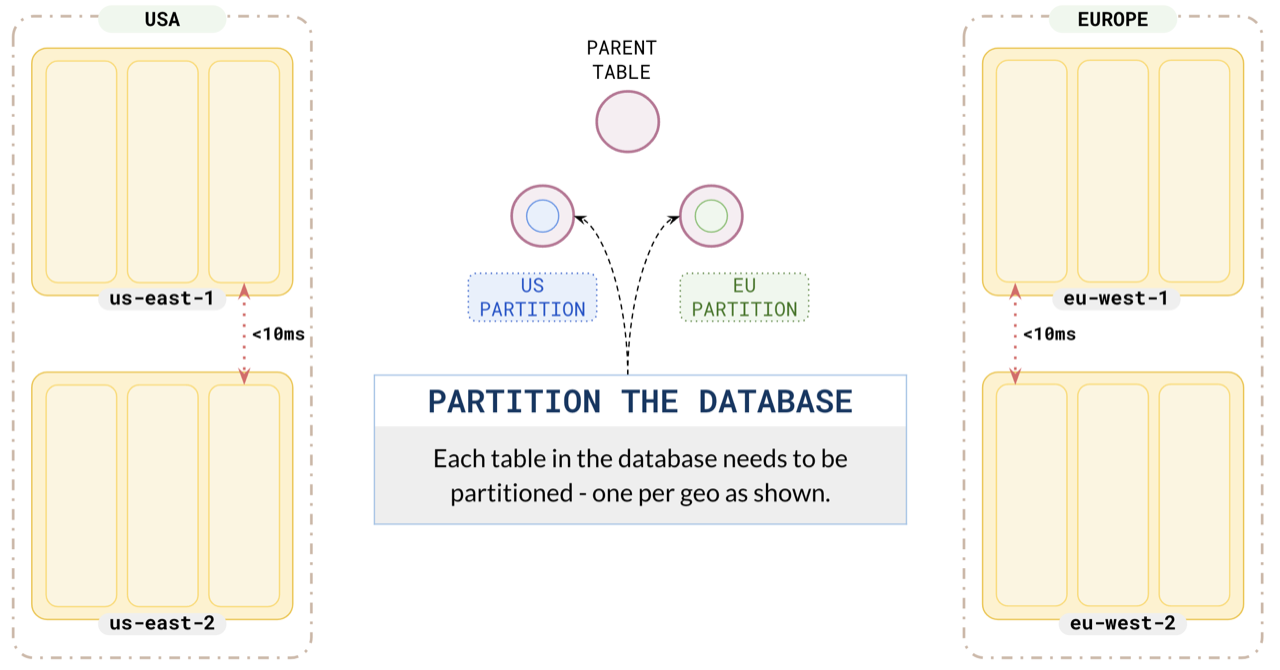 USA
EUROPE
PARENT
TABLE
US
PARTITION
EU
PARTITION
us-east-1
eu-west-1
<10ms
<10ms
PARTITION THE DATABASE
Each table in the database needs to be
partitioned - one per geo as shown.
us-east-2
eu-west-2